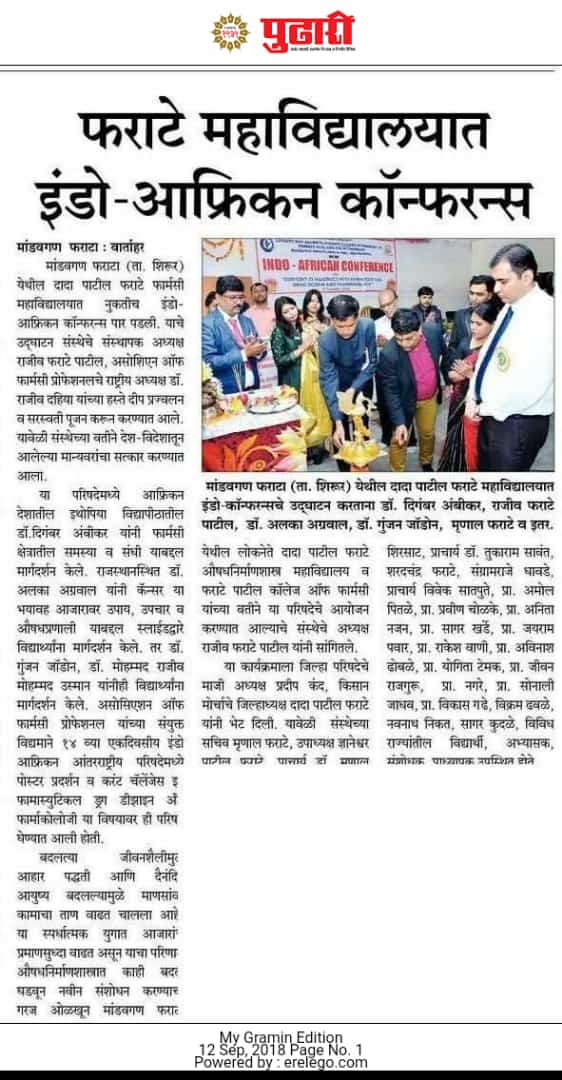 पुढारी
फराटे महाविद्यालयात
इंडो-आफ्रिकन कॉन्फरन्स
मांडवगण फराटा : वार्ताहर
मांडवगण फराटा (ता. शिरूर)
येथील दादा पाटील फराटे फार्मसी
महाविद्यालयात नुकतीच इंडो-
आफ्रिकन कॉन्फरन्स पार पडली. याचे
उद्घाटन संस्थेचे संस्थापक अध्यक्ष
राजीव फराटे पाटील, असोशिएन ऑफ
फार्मसी प्रोफेशनलचे राष्ट्रीय अध्यक्ष डॉ.
राजीव दहिया यांच्या हस्ते दीप प्रज्वलन
व सरस्वती पूजन करून करण्यात आले.
यावेळी संस्थेच्या वतीने देश-विदेशातून
आलेल्या मान्यवरांचा सत्कार करण्यात
आला.
या परिषदेमध्ये आफ्रिकन
देशातील इथोपिया विद्यापीठातील
डॉ.दिगंबर अंबीकर यांनी फार्मसी
क्षेत्रातील समस्या व संधी याबद्दल
मार्गदर्शन केले. राजस्थानस्थित डॉ.
अलका अग्रवाल यांनी कॅन्सर या
भयावह आजारावर उपाय, उपचार व
औषधप्रणाली याबद्दल स्लाईडद्वारे
विद्यार्थ्यांना मार्गदर्शन केले. तर डॉ.
गुंजन जॉडोन, डॉ. मोहम्मद राजीव
मोहम्मद उस्मान यांनीही विद्यार्थ्यांना
मार्गदर्शन केले. असोसिएशन ऑफ
फार्मसी प्रोफेशनल यांच्या संयुक्त
विद्यमाने १४ व्या एकदिवसीय इंडो
आफ्रिकन आंतरराष्ट्रीय परिषदेमध्ये
पोस्टर प्रदर्शन व करंट चॅलेंजेस इ
फामास्युटिकल ड्रग डीझाइन अँ
फार्माकोलोजी या विषयावर ही परिष
घेण्यात आली होती.
बदलत्या जीवनशैलीमु
आहार पद्धती आणि दैनंदि
आयुष्य बदलल्यामुळे माणसांव
कामाचा ताण वाढत चालला आहे
या स्पर्धात्मक युगात आजारां
प्रमाणसुध्दा वाढत असून याचा परिणा
औषधनिर्माणशास्त्रात काही बदर
घडवून नवीन संशोधन करण्याच
गरज ओळखून मांडवगण फरा
INDO - AFRICAN CONFERENCE
मांडवगण फराटा (ता. शिरूर) येथील दादा पाटील फराटे महाविद्यालयात
इंडो-कॉन्फरन्सचे उद्घाटन करताना डॉ. दिगंबर अंबीकर, राजीव फराटे
पाटील, डॉ. अलका अग्रवाल, डॉ. गुंजन जॉडोन, मृणाल फराटे व इतर.
येथील लोकनेते दादा पाटील फराटे
औषधनिर्माणशास्त्र महाविद्यालय व
फराटे पाटील कॉलेज ऑफ फार्मसी
यांच्या वतीने या परिषदेचे आयोजन
करण्यात आल्याचे संस्थेचे अध्यक्ष
राजीव फराटे पाटील यांनी सांगितले.
या कार्यक्रमाला जिल्हा परिषदेचे
माजी अध्यक्ष प्रदीप कंद, किसान
मोर्चाचे जिल्हाध्यक्ष दादा पाटील फराटे
यांनी भेट दिली. यावेळी संस्थेच्या
सचिव मृणाल फराटे, उपाध्यक्ष ज्ञानेश्वर
पाटील फराटे, प्राचार्य डॉ. मृणाल
शिरसाट, प्राचार्य डॉ. तुकाराम सावंत,
शरदचंद्र फराटे, संग्रामराजे धावडे,
प्राचार्य विवेक सातपुते, प्रा. अमोल
पितळे, प्रा. प्रवीण चोळके, प्रा. अनिता
नजन, प्रा. सागर खर्डे, प्रा. जयराम
पवार, प्रा. राकेश वाणी, प्रा. अविनाश
ढोबळे, प्रा. योगिता टेमक, प्रा. जीवन
राजगुरू, प्रा. नगरे, प्रा. सोनाली
जाधव, प्रा. विकास गढे, विक्रम ढवळे,
नवनाथ निकत, सागर कुदळे, विविध
राज्यांतील विद्यार्थी, अभ्यासक,
संशोधक, प्राध्यापक उपस्थित होते.
My Gramin Edition
12 Sep, 2018 Page No. 1
Powered by : erelego.com